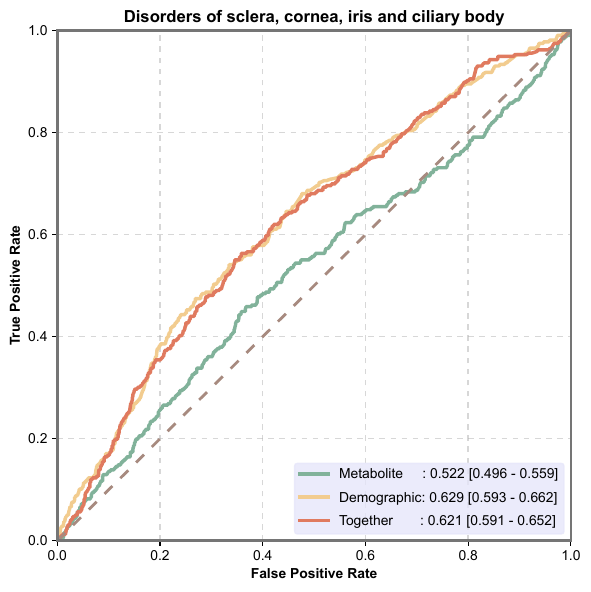 Disorders of sclera, cornea, iris and ciliary body
True Positive Rate
1.0
0.8
0.6
0.4
0.2
0.0
Metabolite : 0.522 [0.496 - 0.559]
Demographic: 0.629 [0.593 - 0.662]
Together : 0.621 [0.591 - 0.652]
0.0 0.2 0.4 0.6 0.8 1.0
False Positive Rate